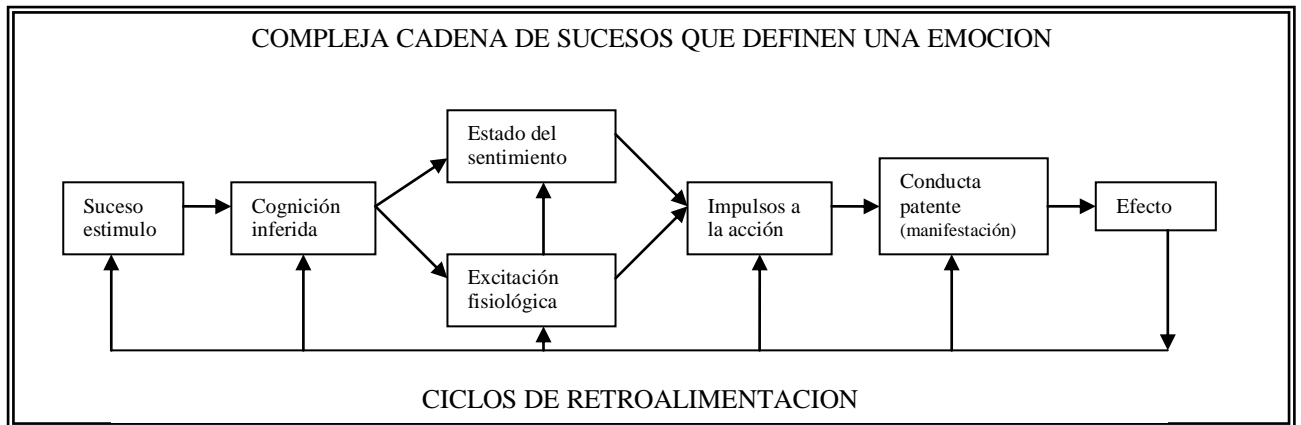 COMPLEJA CADENA DE SUCESOS QUE DEFINEN UNA EMOCION
Suceso
estimulo
Cognición
inferida
Estado del
sentimiento
Excitación
fisiológica
Impulsos a
la acción
Conducta
patente
(manifestación)
Efecto
CICLOS DE RETROALIMENTACION